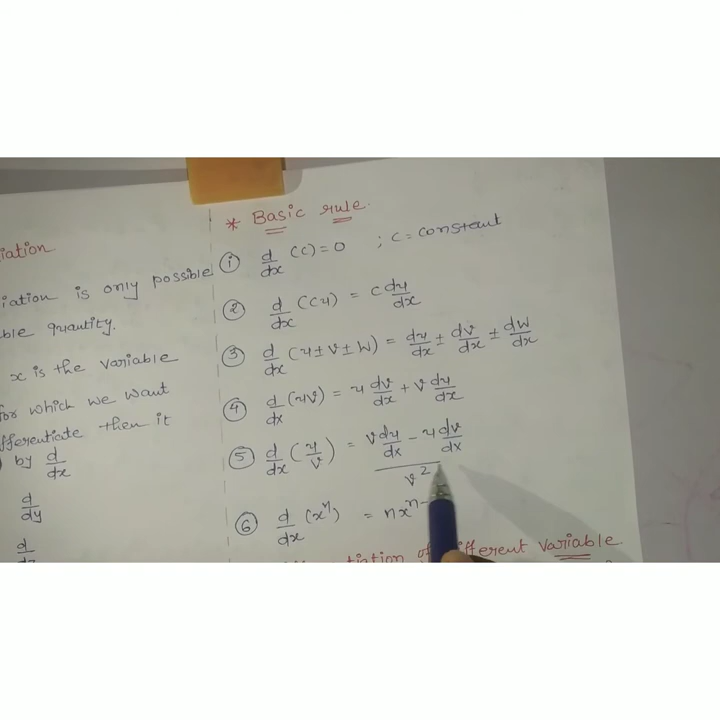 iation
iation is only possible
ble quantity.
x is the variable
for which we want
fferentiate then it
by d/dx
d/dy
* Basic rule.
① d/dx (c) = 0 ; c = constant
② d/dx (cu) = c du/dx
③ d/dx (u ± v ± w) = du/dx ± dv/dx ± dw/dx
④ d/dx (uv) = u dv/dx + v du/dx
⑤ d/dx (u/v) = (v du/dx - u dv/dx) / v²
⑥ d/dx (xⁿ) = nxⁿ⁻
tiation of ifferent variable